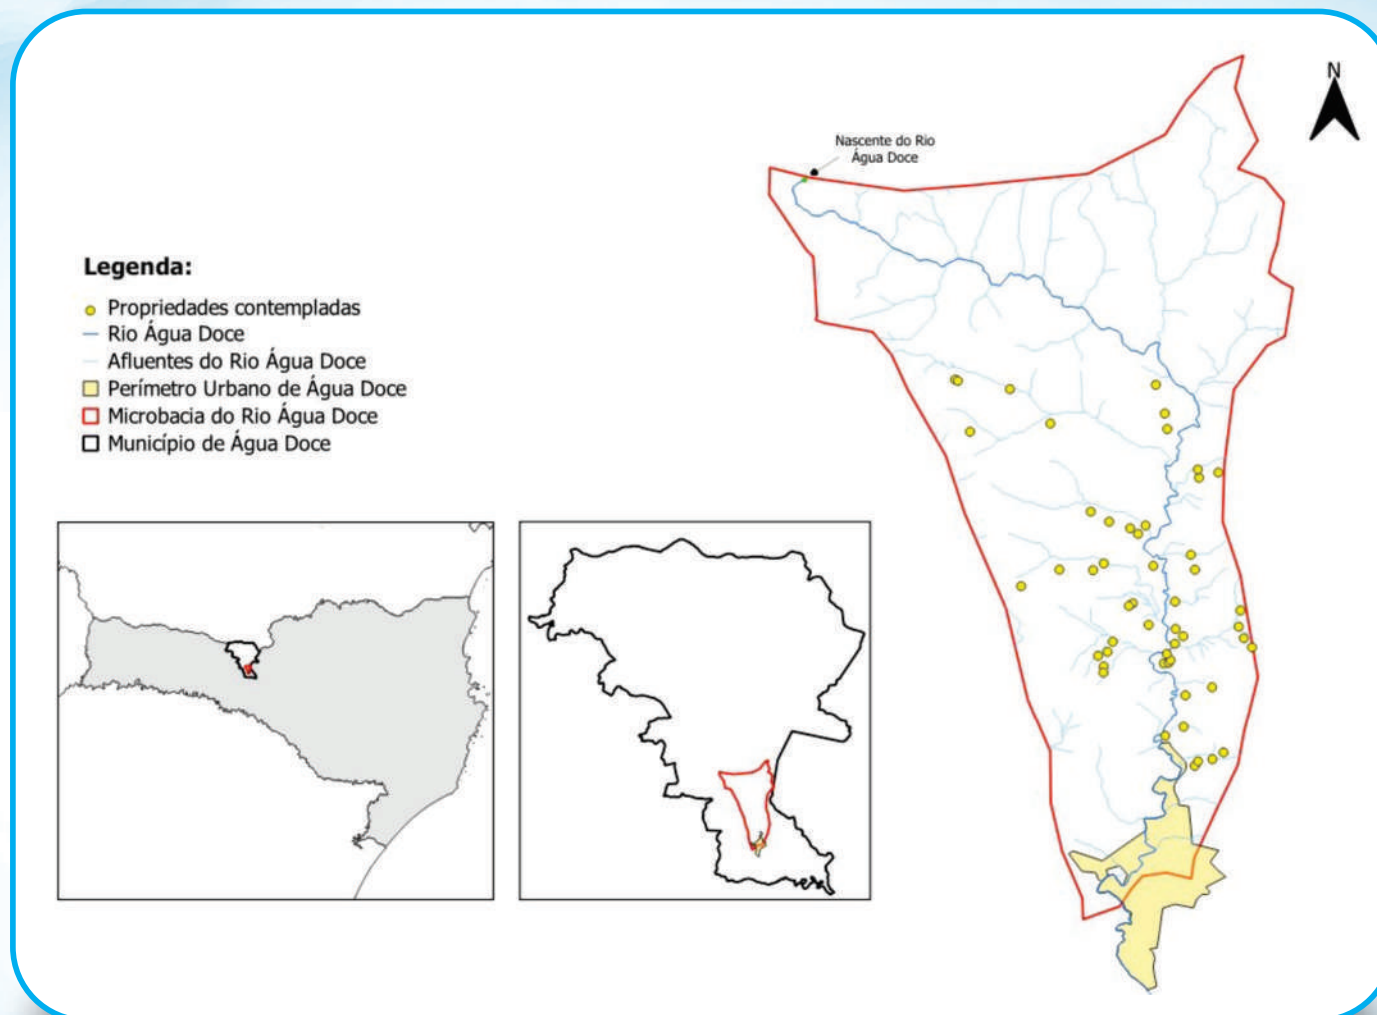 N
Nascente do Rio
Água Doce
Legenda:
Propriedades contempladas
Rio Água Doce
Afluentes do Rio Água Doce
Perímetro Urbano de Água Doce
Microbacia do Rio Água Doce
Município de Água Doce